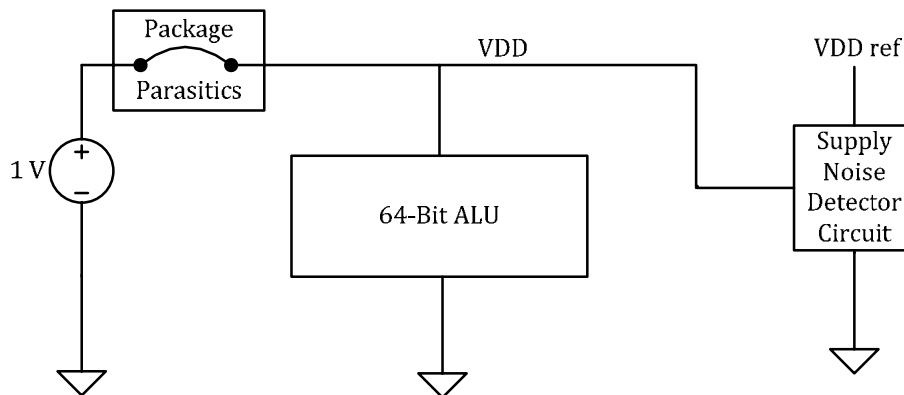 Package
Parasitics
VDD
VDD ref
1 V
+
−
64-Bit ALU
Supply
Noise
Detector
Circuit